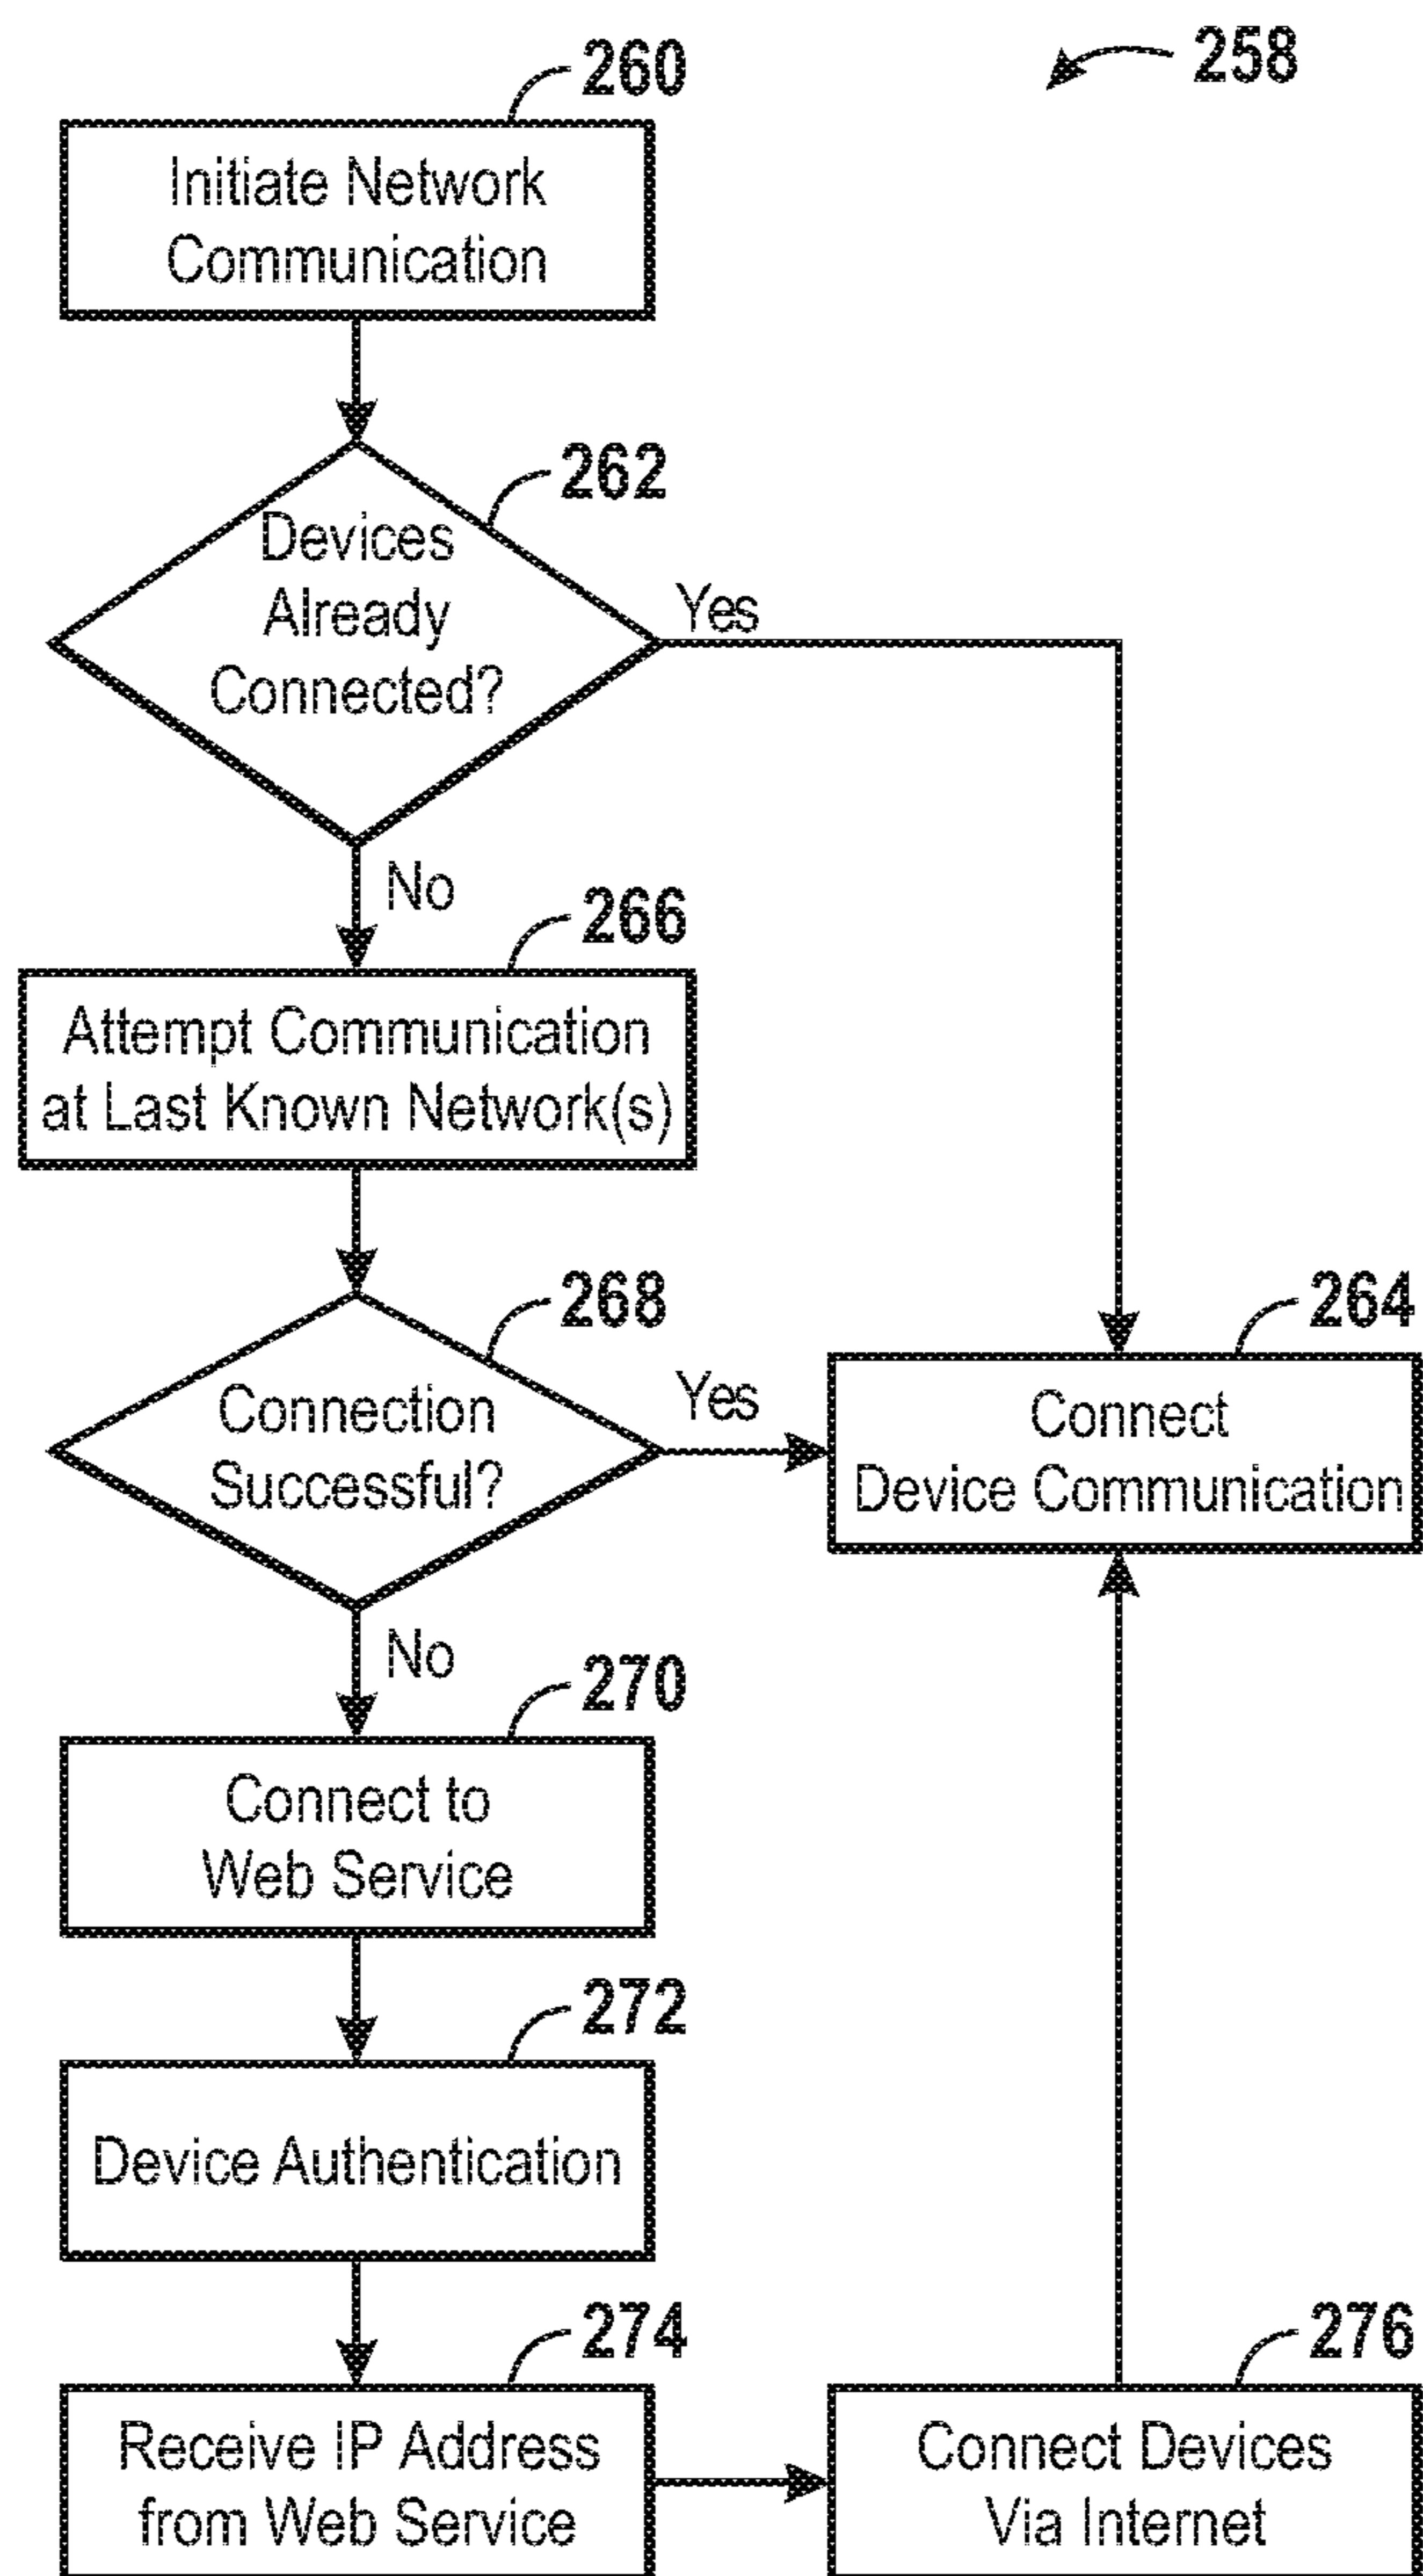 258
260
Initiate Network
Communication
262
Devices
Already
Connected?
Yes
No
266
Attempt Communication
at Last Known Network(s)
268
Connection
Successful?
Yes
264
Connect
Device Communication
No
270
Connect to
Web Service
272
Device Authentication
274
Receive IP Address
from Web Service
276
Connect Devices
Via Internet